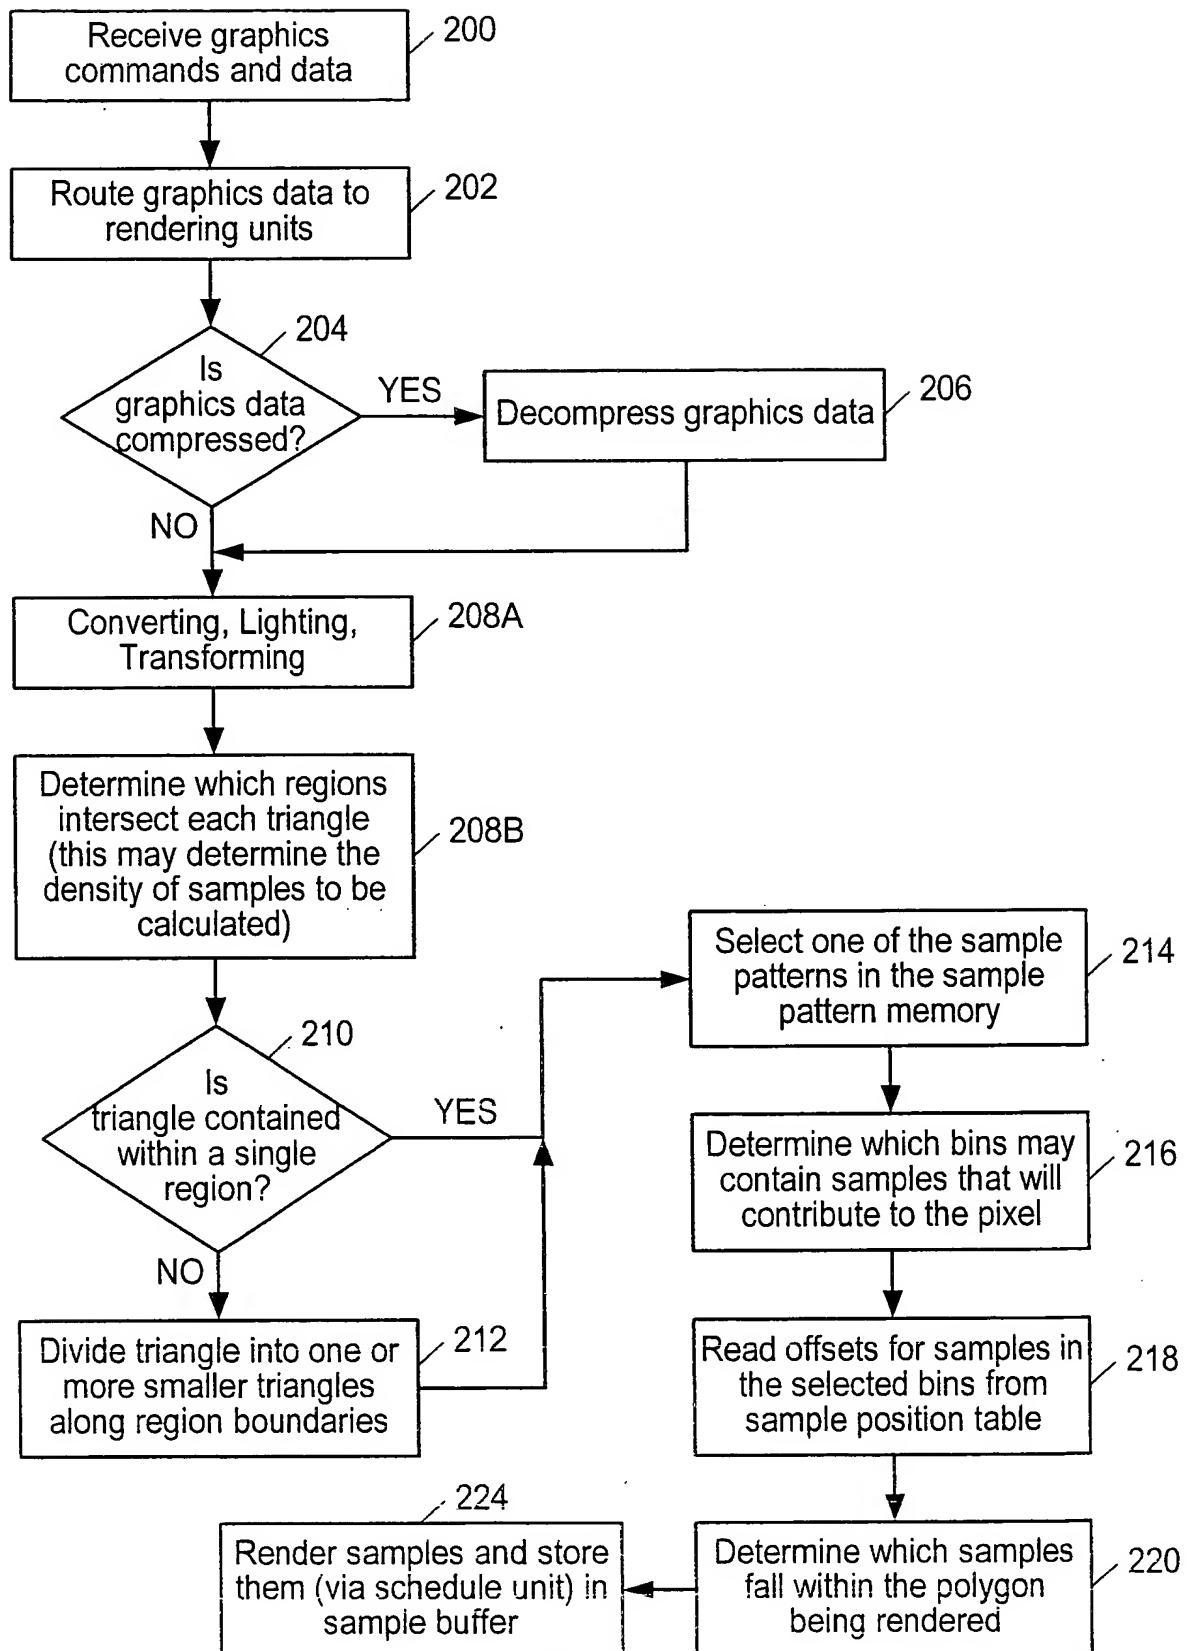 Receive graphics
commands and data
200
Route graphics data to
rendering units
202
204
Is
graphics data
compressed?
YES
Decompress graphics data
206
NO
Converting, Lighting,
Transforming
208A
Determine which regions
intersect each triangle
(this may determine the
density of samples to be
calculated)
208B
210
Is
triangle contained
within a single
region?
YES
NO
Divide triangle into one or
more smaller triangles
along region boundaries
212
Select one of the sample
patterns in the sample
pattern memory
214
Determine which bins may
contain samples that will
contribute to the pixel
216
Read offsets for samples in
the selected bins from
sample position table
218
Determine which samples
fall within the polygon
being rendered
220
224
Render samples and store
them (via schedule unit) in
sample buffer